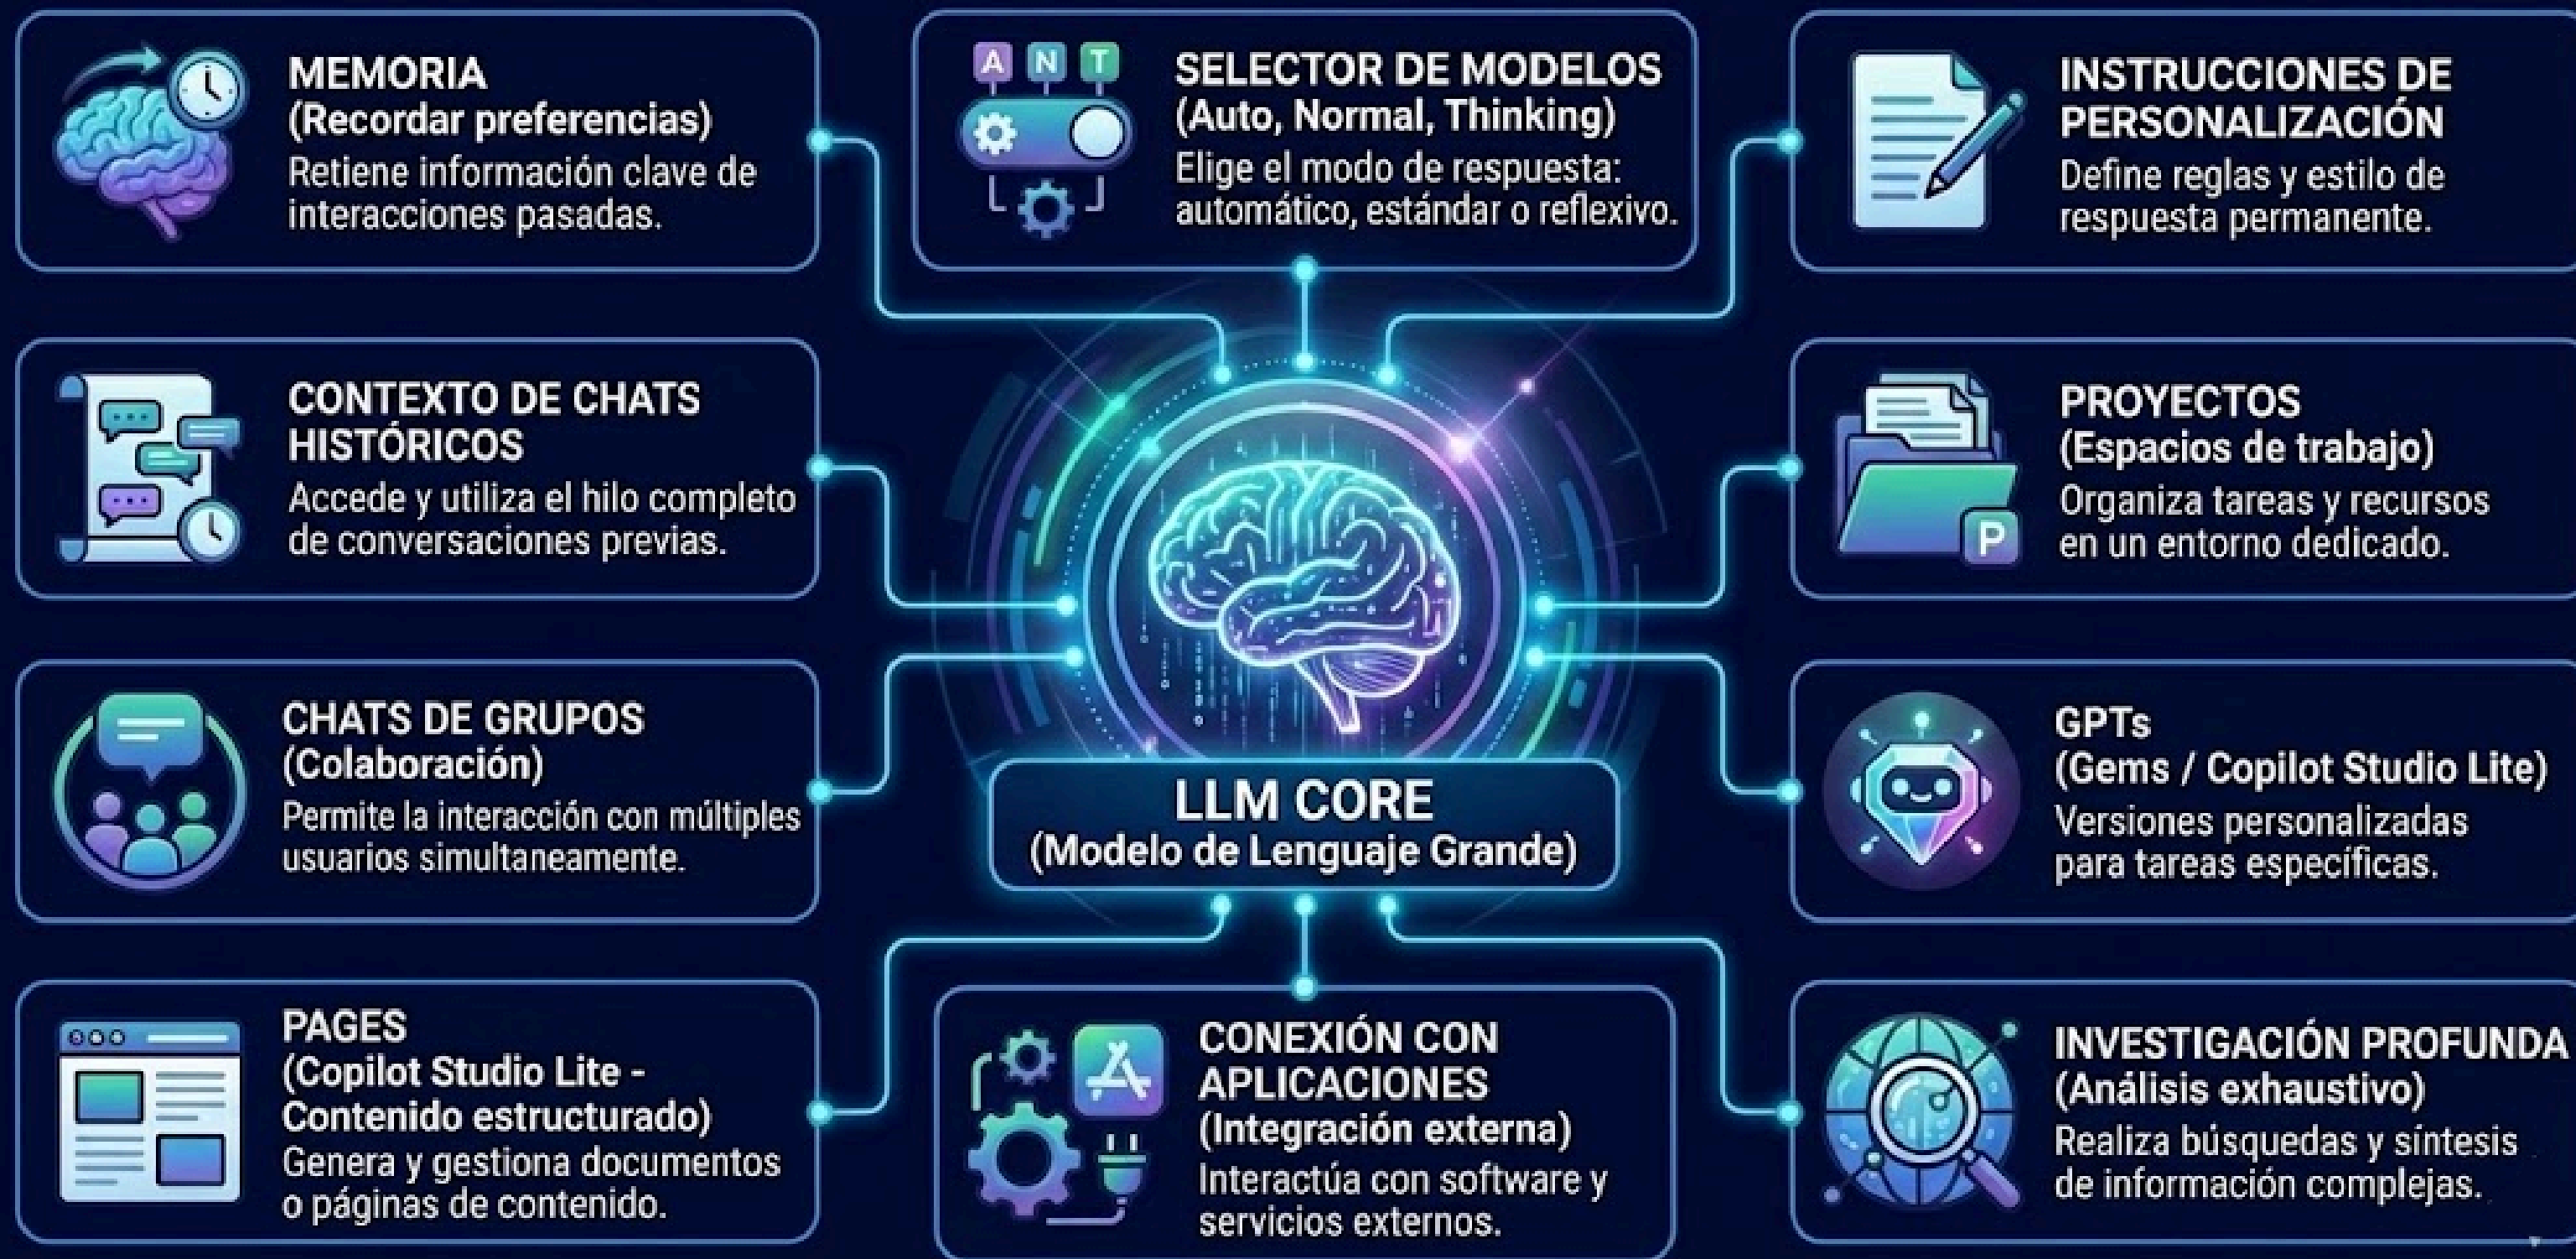 MEMORIA
(Recordar preferencias)
Retiene información clave de
interacciones pasadas.
A N T
SELECTOR DE MODELOS
(Auto, Normal, Thinking)
Elige el modo de respuesta:
automático, estándar o reflexivo.
INSTRUCCIONES DE
PERSONALIZACIÓN
Define reglas y estilo de
respuesta permanente.
CONTEXTO DE CHATS
HISTÓRICOS
Accede y utiliza el hilo completo
de conversaciones previas.
PROYECTOS
(Espacios de trabajo)
Organiza tareas y recursos
en un entorno dedicado.
P
CHATS DE GRUPOS
(Colaboración)
Permite la interacción con múltiples
usuarios simultaneamente.
LLM CORE
(Modelo de Lenguaje Grande)
GPTs
(Gems / Copilot Studio Lite)
Versiones personalizadas
para tareas específicas.
PAGES
(Copilot Studio Lite -
Contenido estructurado)
Genera y gestiona documentos
o páginas de contenido.
CONEXIÓN CON
APLICACIONES
(Integración externa)
Interactúa con software y
servicios externos.
INVESTIGACIÓN PROFUNDA
(Análisis exhaustivo)
Realiza búsquedas y síntesis
de información complejas.